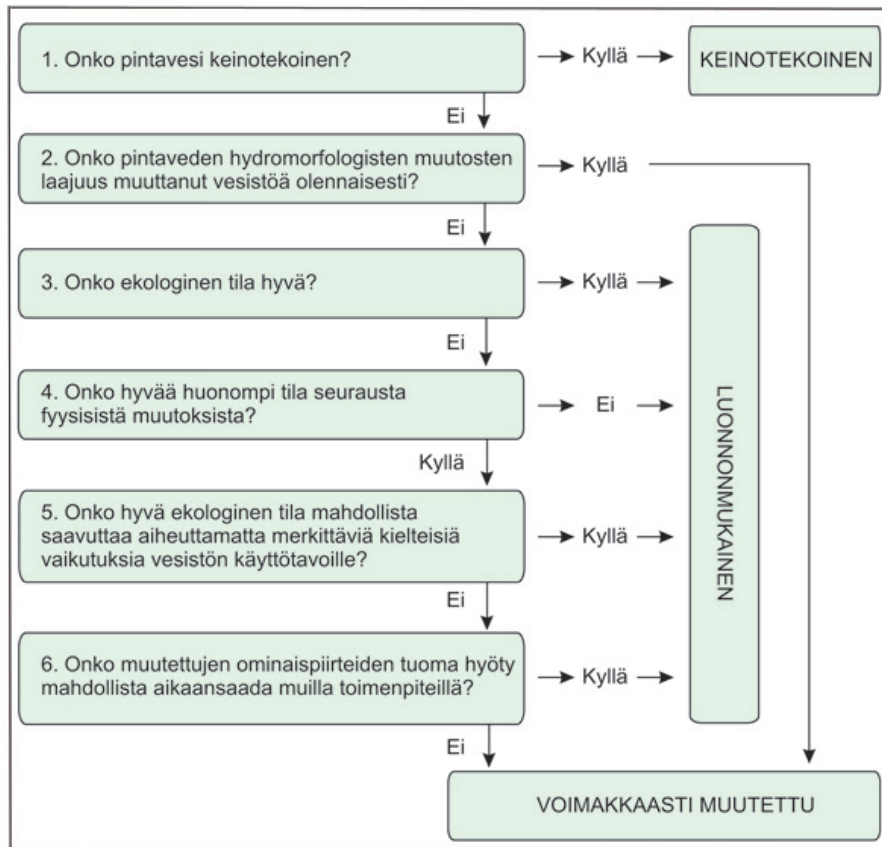 1. Onko pintavesi keinotekoinen?
Kyllä
KEINOTEKOINEN
Ei
2. Onko pintaveden hydromorfologisten muutosten
laajuus muuttanut vesistöä olennaisesti?
Kyllä
Ei
3. Onko ekologinen tila hyvä?
Kyllä
Ei
4. Onko hyvää huonompi tila seurausta
fyysisistä muutoksista?
Ei
Kyllä
5. Onko hyvä ekologinen tila mahdollista
saavuttaa aiheuttamatta merkittäviä kielteisiä
vaikutuksia vesistön käyttötavoille?
Kyllä
Ei
6. Onko muutettujen ominaispiirteiden tuoma hyöty
mahdollista aikaansaada muilla toimenpiteillä?
Kyllä
LUONNONMUKAINEN
Ei
VOIMAKKAASTI MUUTETTU